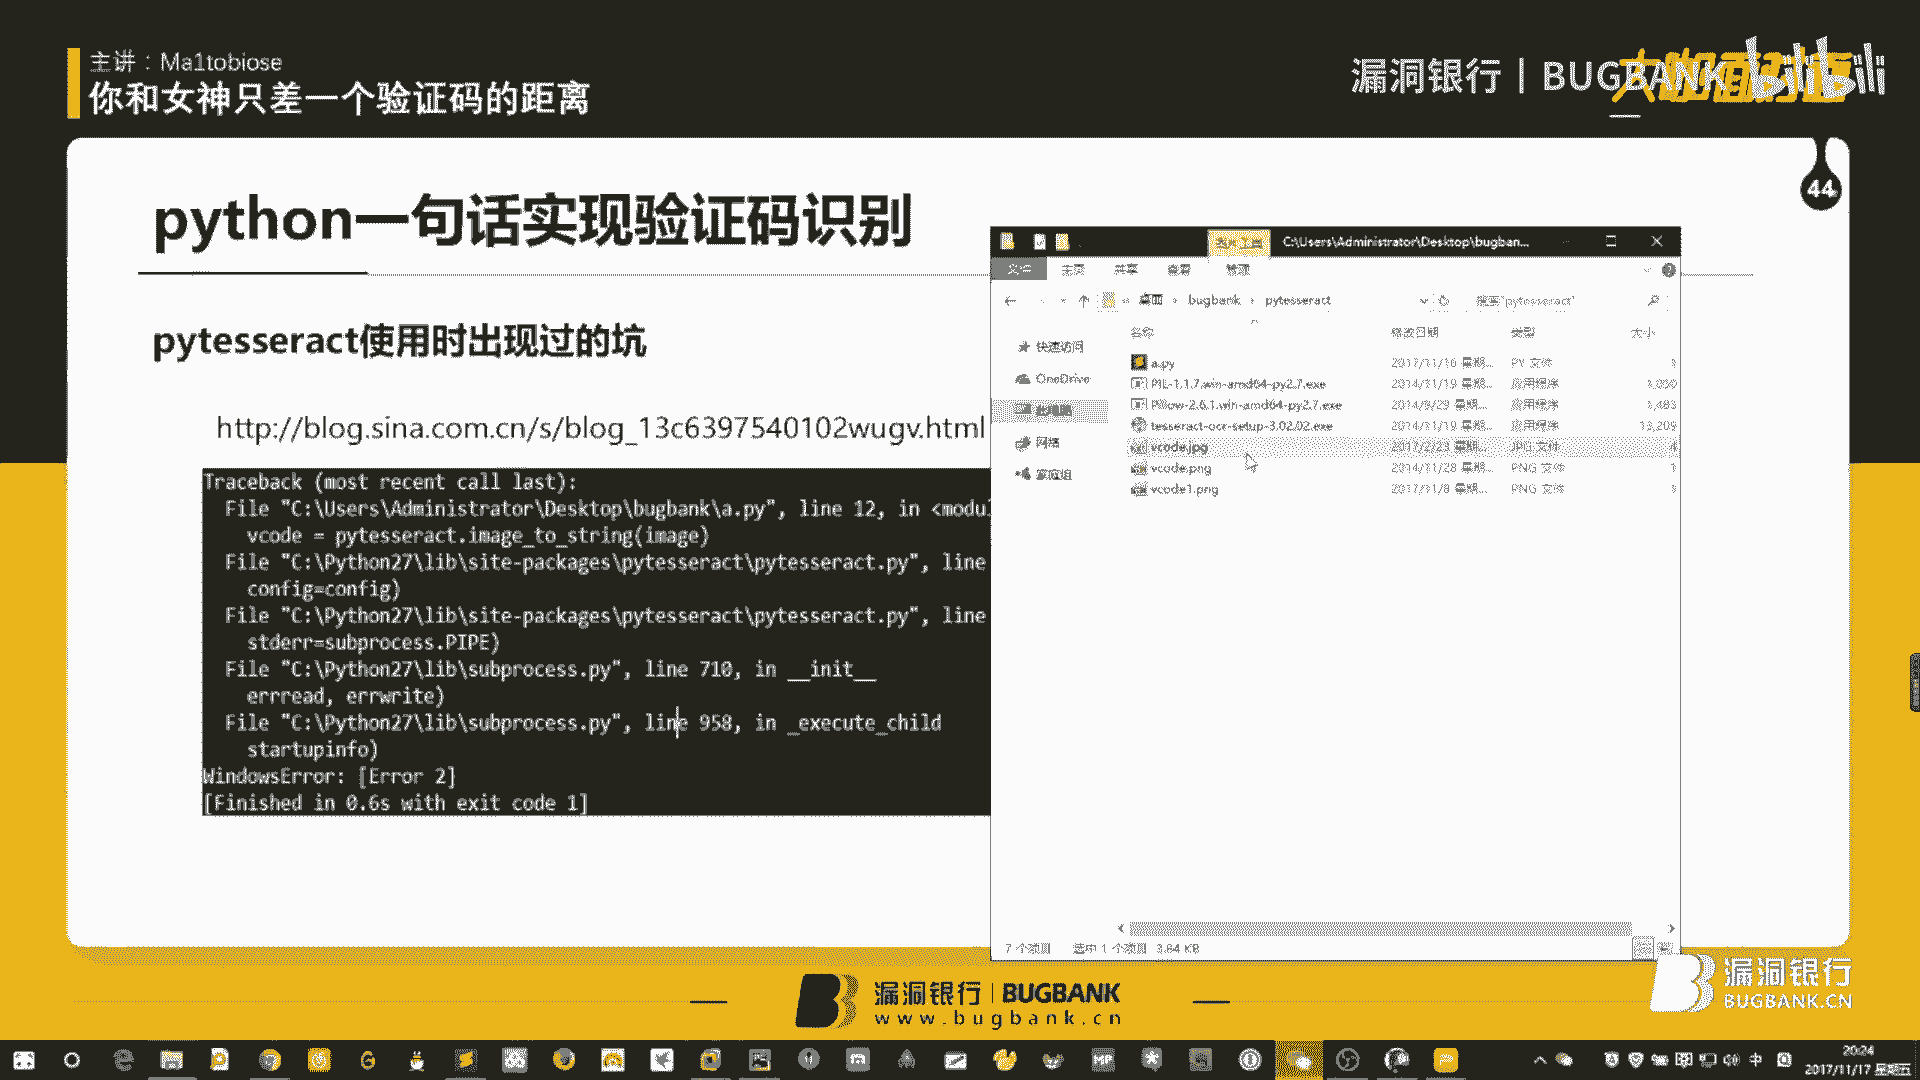 主讲：Ma1tobiose
你和女神只差一个验证码的距离
漏洞银行 | BUGBANK
bilibili
44
python一句话实现验证码识别
pytesseract使用时出现过的坑
http://blog.sina.com.cn/s/blog_13c6397540102wugv.html
Traceback (most recent call last):
File "C:\Users\Administrator\Desktop\bugbank\a.py", line 12, in <modul
vcode = pytesseract.image_to_string(image)
File "C:\Python27\lib\site-packages\pytesseract\pytesseract.py", line
config=config)
File "C:\Python27\lib\site-packages\pytesseract\pytesseract.py", line
stderr=subprocess.PIPE)
File "C:\Python27\lib\subprocess.py", line 710, in __init__
errread, errwrite)
File "C:\Python27\lib\subprocess.py", line 958, in _execute_child
startupinfo)
WindowsError: [Error 2]
[Finished in 0.6s with exit code 1]
C:\Users\Administrator\Desktop\bugban...
文件 主页 共享 查看 管理
桌面 › bugbank › pytesseract 搜索"pytesseract"
名称 修改日期 类型 大小
快速访问
OneDrive
网络
家庭组
a.py 2017/11/16 星期... PY 文件
PIL-1.1.7.win-amd64-py2.7.exe 2014/11/19 星期... 应用程序
Pillow-2.6.1.win-amd64-py2.7.exe 2014/9/29 星期... 应用程序
tesseract-ocr-setup-3.02.02.exe 2014/11/19 星期... 应用程序 13,209
vcode.jpg 2017/2/23 星期... JPG 文件 4
vcode.png 2014/11/28 星期... PNG 文件 1
vcode1.png 2017/11/8 星期... PNG 文件
7 个项目 选中 1 个项目 3.84 KB
漏洞银行 | BUGBANK
www.bugbank.cn
漏洞银行
BUGBANK.CN
中
20:24
2017/11/17 星期五